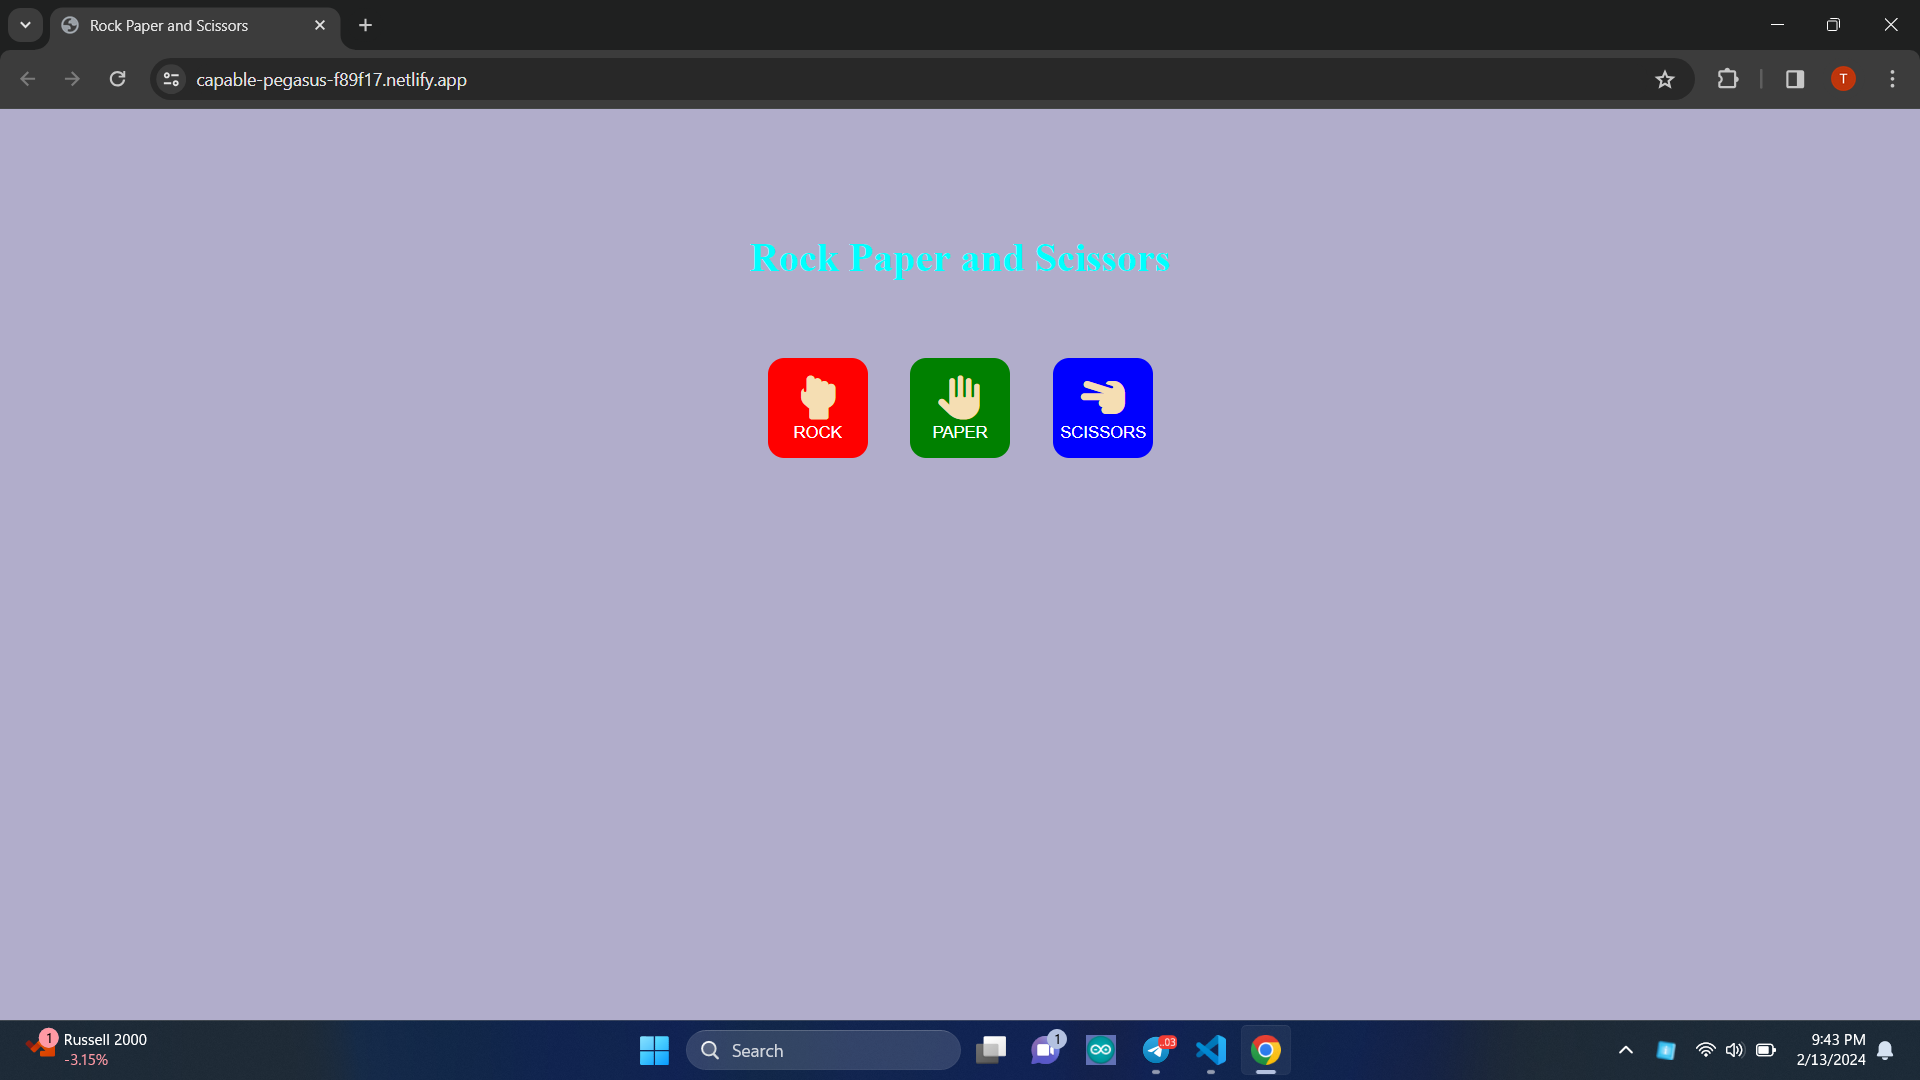 Rock Paper and Scissors
capable-pegasus-f89f17.netlify.app
T
Rock Paper and Scissors
ROCK
PAPER
SCISSORS
1
Russell 2000
-3.15%
Search
1
..03
9:43 PM
2/13/2024